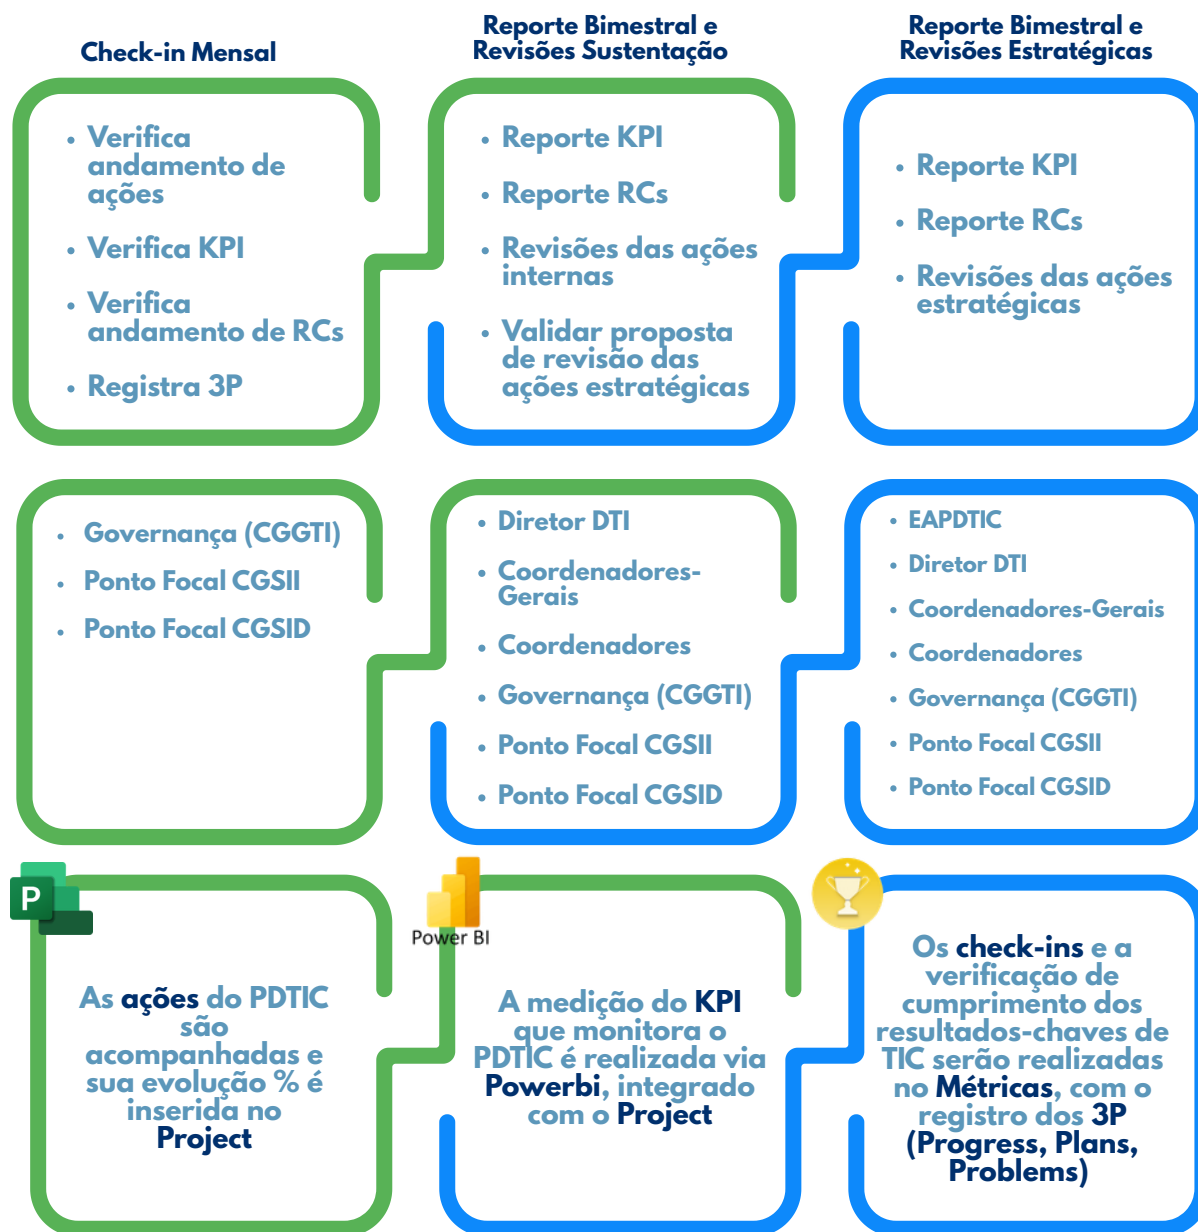 Check-in Mensal
Reporte Bimestral e
Revisões Sustentação
Reporte Bimestral e
Revisões Estratégicas
• Verifica
andamento de
ações
• Verifica KPI
• Verifica
andamento de RCs
• Registra 3P
• Reporte KPI
• Reporte RCs
• Revisões das ações
internas
• Validar proposta
de revisão das
ações estratégicas
• Reporte KPI
• Reporte RCs
• Revisões das ações
estratégicas
• Governança (CGGTI)
• Ponto Focal CGSII
• Ponto Focal CGSID
• Diretor DTI
• Coordenadores-
Gerais
• Coordenadores
• Governança (CGGTI)
• Ponto Focal CGSII
• Ponto Focal CGSID
• EAPDTIC
• Diretor DTI
• Coordenadores-Gerais
• Coordenadores
• Governança (CGGTI)
• Ponto Focal CGSII
• Ponto Focal CGSID
P
As ações do PDTIC
são
acompanhadas e
sua evolução % é
inserida no
Project
Power BI
A medição do KPI
que monitora o
PDTIC é realizada via
Powerbi, integrado
com o Project
Os check-ins e a
verificação de
cumprimento dos
resultados-chaves de
TIC serão realizadas
no Métricas, com o
registro dos 3P
(Progress, Plans,
Problems)